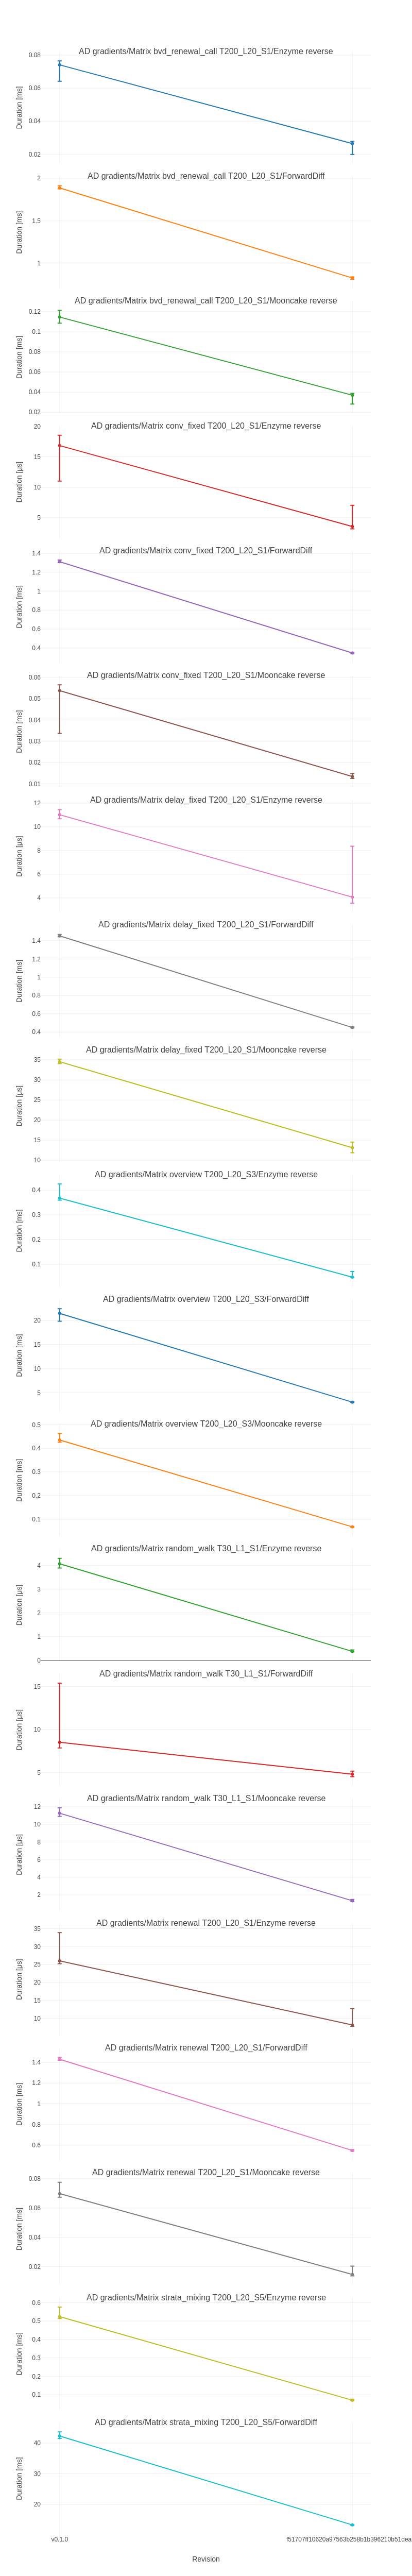 AD gradients/Matrix bvd_renewal_call T200_L20_S1/Enzyme reverse
0.08
0.06
0.04
0.02
Duration [ms]
AD gradients/Matrix bvd_renewal_call T200_L20_S1/ForwardDiff
2
1.5
1
Duration [ms]
AD gradients/Matrix bvd_renewal_call T200_L20_S1/Mooncake reverse
0.12
0.1
0.08
0.06
0.04
0.02
Duration [ms]
AD gradients/Matrix conv_fixed T200_L20_S1/Enzyme reverse
20
15
10
5
Duration [µs]
AD gradients/Matrix conv_fixed T200_L20_S1/ForwardDiff
1.4
1.2
1
0.8
0.6
0.4
Duration [ms]
AD gradients/Matrix conv_fixed T200_L20_S1/Mooncake reverse
0.06
0.05
0.04
0.03
0.02
0.01
Duration [ms]
AD gradients/Matrix delay_fixed T200_L20_S1/Enzyme reverse
12
10
8
6
4
Duration [µs]
AD gradients/Matrix delay_fixed T200_L20_S1/ForwardDiff
1.4
1.2
1
0.8
0.6
0.4
Duration [ms]
AD gradients/Matrix delay_fixed T200_L20_S1/Mooncake reverse
35
30
25
20
15
10
Duration [µs]
AD gradients/Matrix overview T200_L20_S3/Enzyme reverse
0.4
0.3
0.2
0.1
Duration [ms]
AD gradients/Matrix overview T200_L20_S3/ForwardDiff
20
15
10
5
Duration [ms]
AD gradients/Matrix overview T200_L20_S3/Mooncake reverse
0.5
0.4
0.3
0.2
0.1
Duration [ms]
AD gradients/Matrix random_walk T30_L1_S1/Enzyme reverse
4
3
2
1
0
Duration [µs]
AD gradients/Matrix random_walk T30_L1_S1/ForwardDiff
15
10
5
Duration [µs]
AD gradients/Matrix random_walk T30_L1_S1/Mooncake reverse
12
10
8
6
4
2
Duration [µs]
AD gradients/Matrix renewal T200_L20_S1/Enzyme reverse
35
30
25
20
15
10
Duration [µs]
AD gradients/Matrix renewal T200_L20_S1/ForwardDiff
1.4
1.2
1
0.8
0.6
Duration [ms]
AD gradients/Matrix renewal T200_L20_S1/Mooncake reverse
0.08
0.06
0.04
0.02
Duration [ms]
AD gradients/Matrix strata_mixing T200_L20_S5/Enzyme reverse
0.6
0.5
0.4
0.3
0.2
0.1
Duration [ms]
AD gradients/Matrix strata_mixing T200_L20_S5/ForwardDiff
40
30
20
Duration [ms]
v0.1.0
f51707ff10620a97563b258b1b396210b51dea
Revision